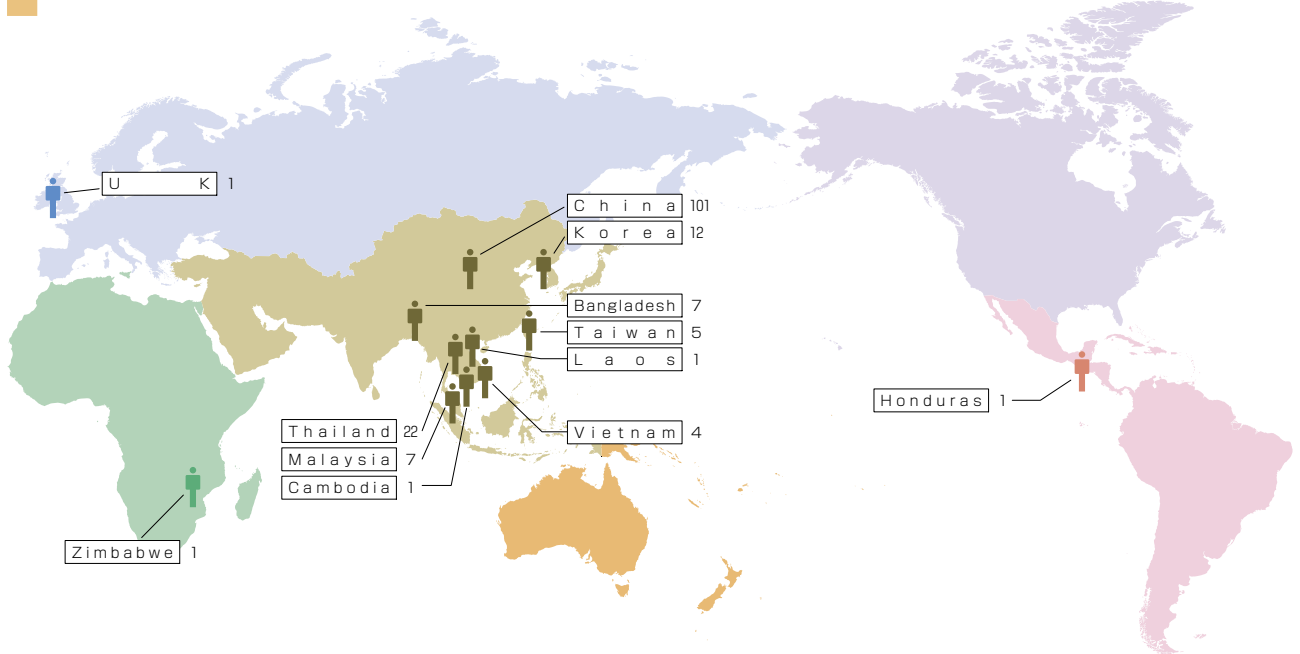 UK 1
China 101
Korea 12
Bangladesh 7
Taiwan 5
Laos 1
Honduras 1
Thailand 22
Vietnam 4
Malaysia 7
Cambodia 1
Zimbabwe 1